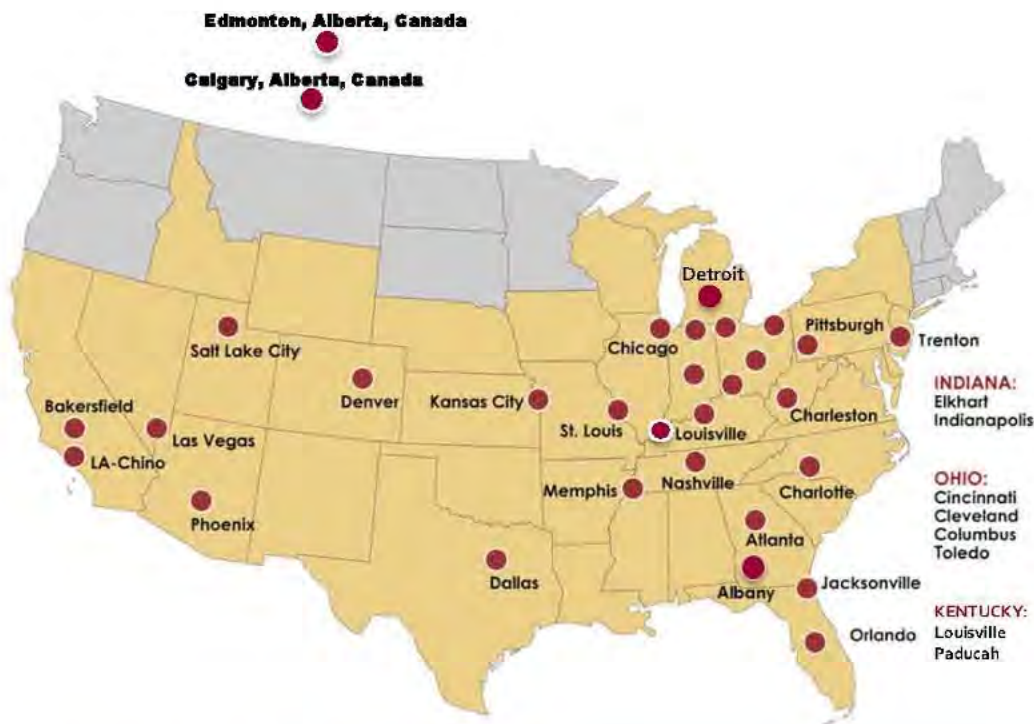 Edmonton, Alberta, Canada
Calgary, Alberta, Canada
Detroit
Pittsburgh
Trenton
Chicago
Salt Lake City
Denver
Kansas City
Bakersfield
Las Vegas
LA-Chino
St. Louis
Louisville
Charleston
Phoenix
Memphis
Nashville
Charlotte
Atlanta
Dallas
Albany
Jacksonville
Orlando
INDIANA:
Elkhart
Indianapolis
OHIO:
Cincinnati
Cleveland
Columbus
Toledo
KENTUCKY:
Louisville
Paducah